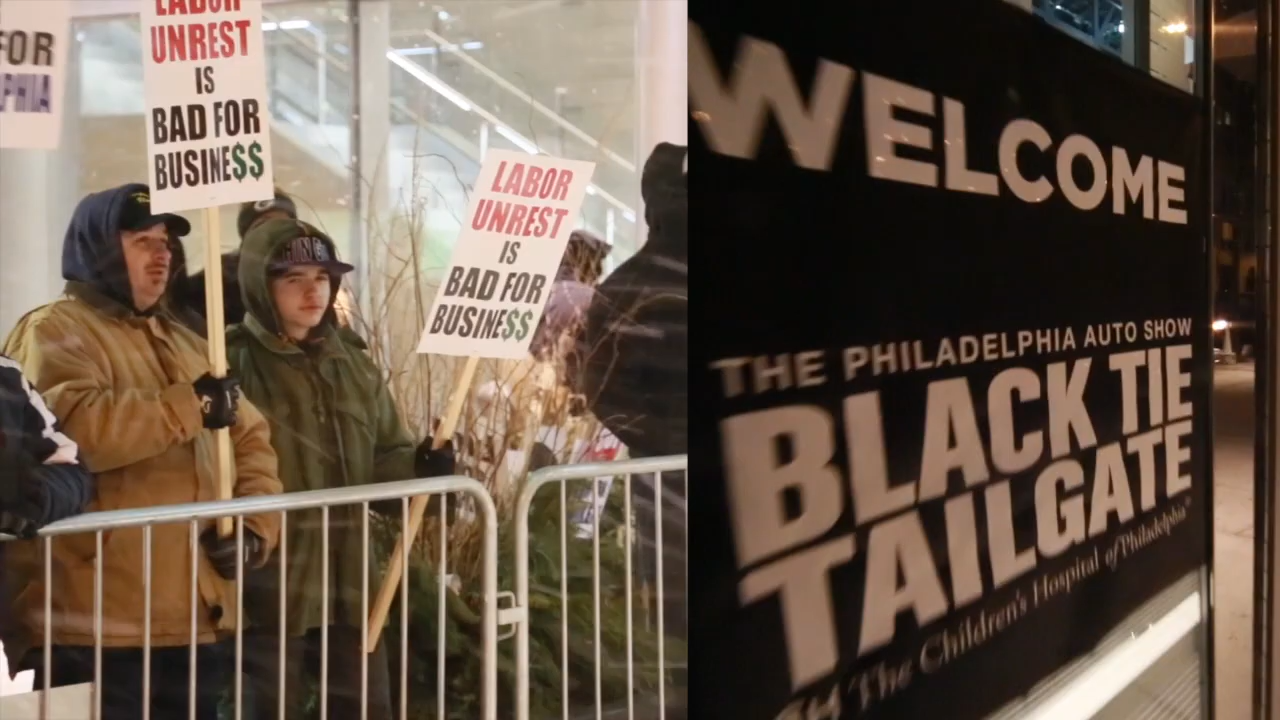 FOR
PHIA
LABOR
UNREST
IS
BAD FOR
BUSINE$$
LABOR
UNREST
IS
BAD FOR
BUSINE$$
WELCOME
THE PHILADELPHIA AUTO SHOW
BLACK TIE
TAILGATE
The Children's Hospital of Philadelphia